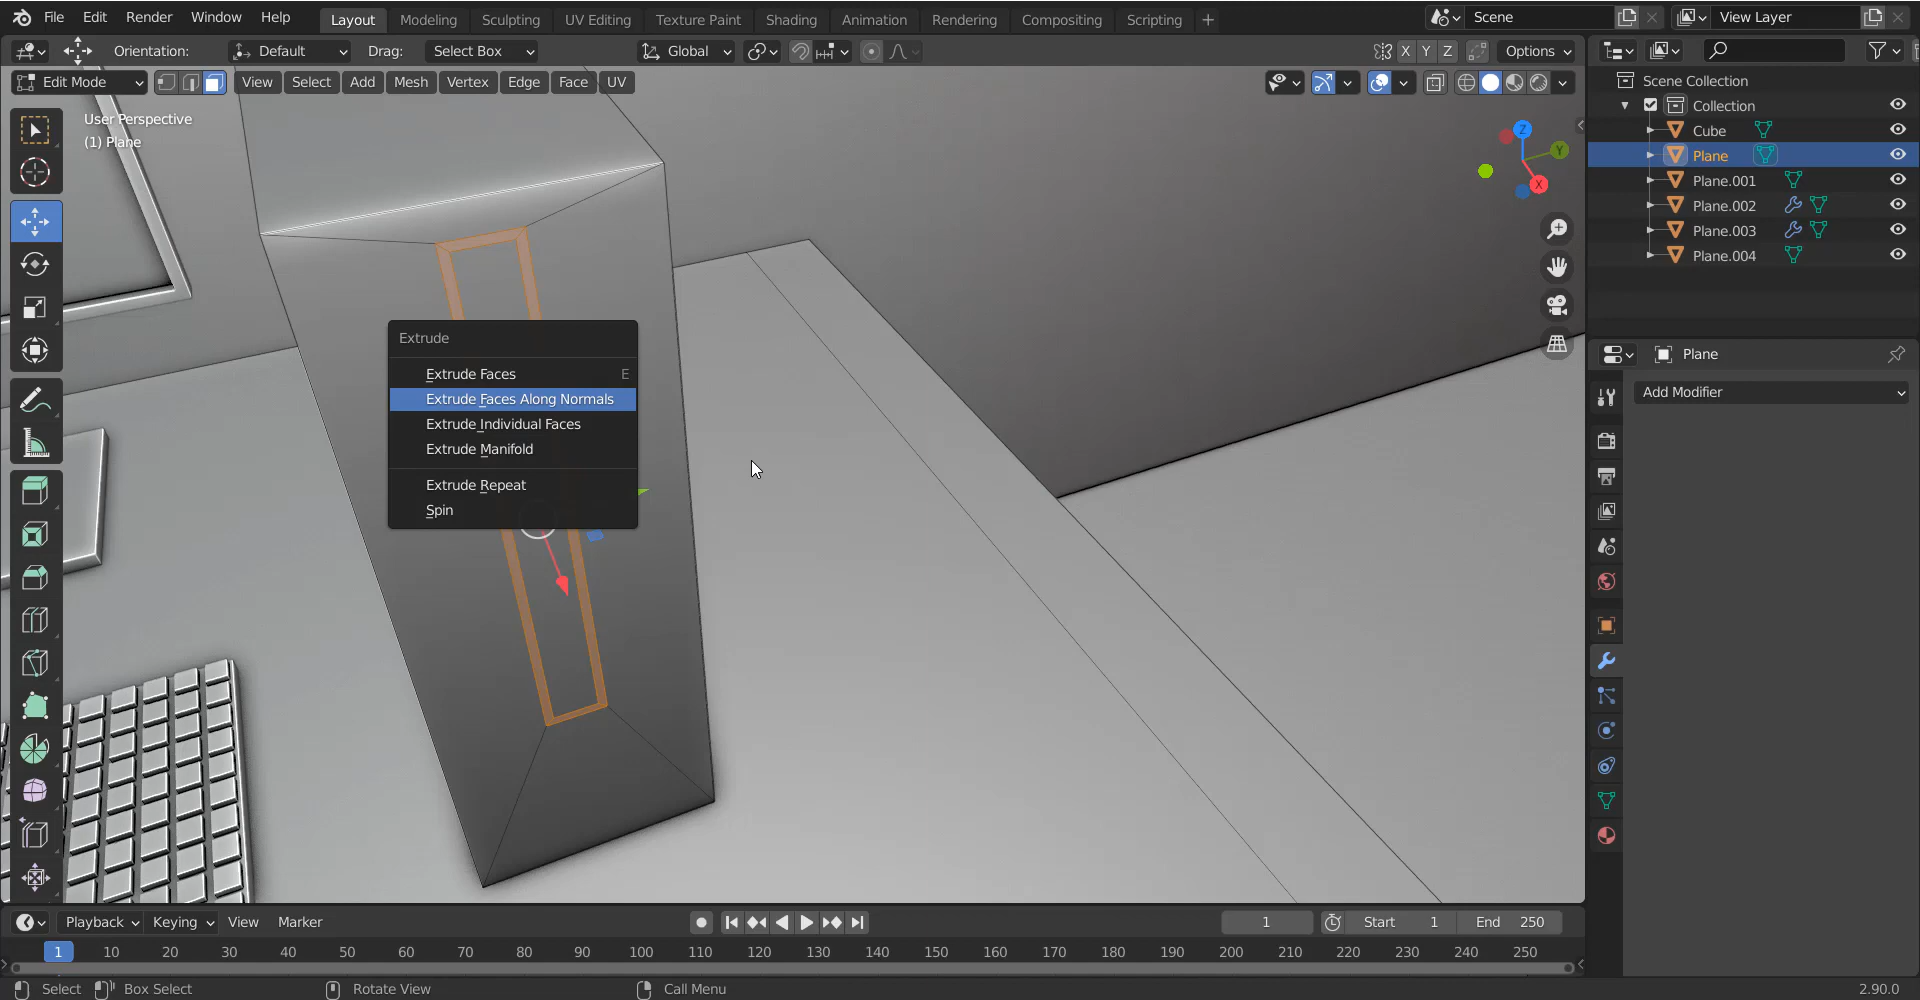 File Edit Render Window Help Layout Modeling Sculpting UV Editing Texture Paint Shading Animation Rendering Compositing Scripting + Scene View Layer
Orientation: Default Drag: Select Box Global X Y Z Options
Edit Mode View Select Add Mesh Vertex Edge Face UV
User Perspective
(1) Plane
Z
Y
X
Scene Collection
Collection
Cube
Plane
Plane.001
Plane.002
Plane.003
Plane.004
Plane
Add Modifier
Extrude
Extrude Faces E
Extrude Faces Along Normals
Extrude Individual Faces
Extrude Manifold
Extrude Repeat
Spin
Playback Keying View Marker 1 Start 1 End 250
1 10 20 30 40 50 60 70 80 90 100 110 120 130 140 150 160 170 180 190 200 210 220 230 240 250
Select Box Select Rotate View Call Menu 2.90.0